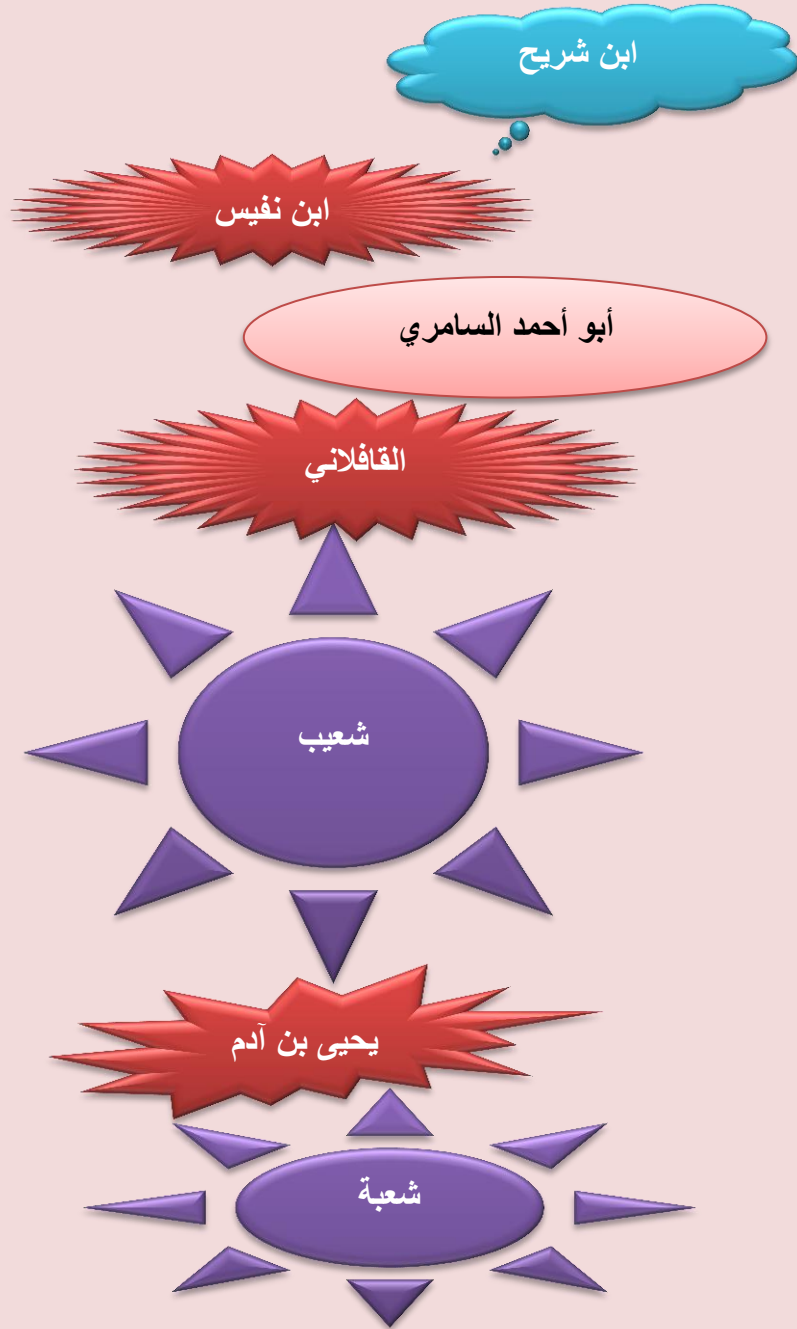 ابن شريح
ابن نفيس
أبو أحمد السامري
القافلاني
شعيب
يحيى بن آدم
شعبة